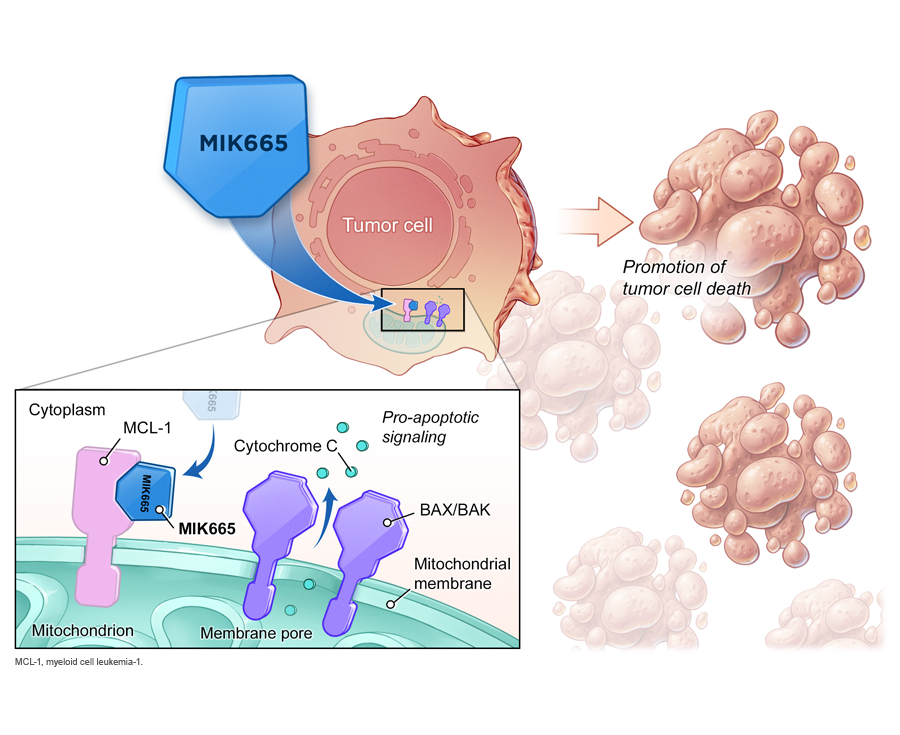 MIK665
Tumor cell
Promotion of
tumor cell death
Cytoplasm
MCL-1
K665
Cytochrome C
Pro-apoptotic
signaling
MIK665
MIK665
BAX/BAK
Mitochondrial
membrane
Mitochondrion
Membrane pore
MCL-1, myeloid cell leukemia-1.